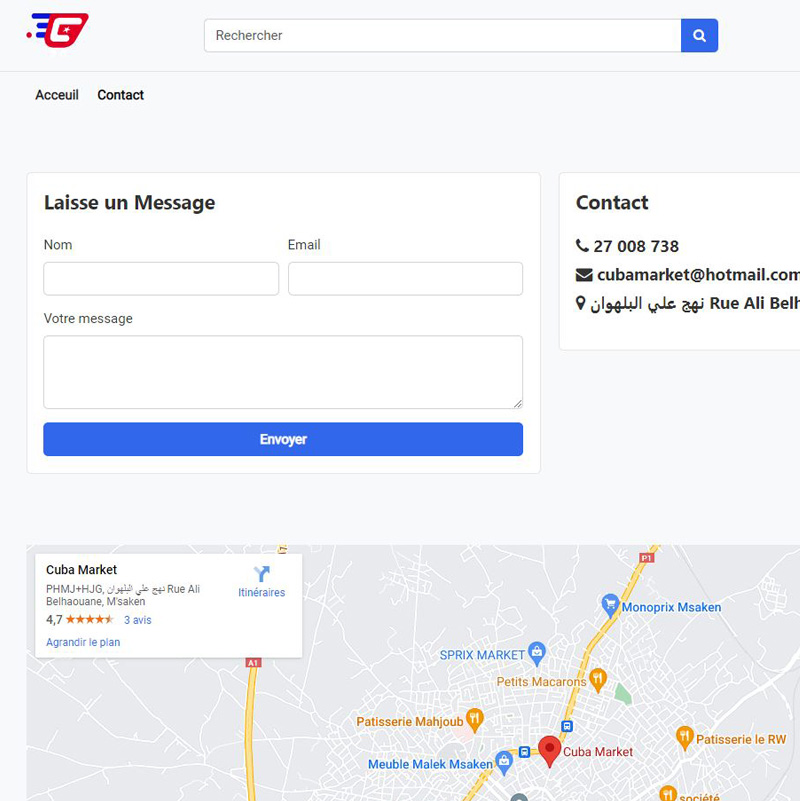 Rechercher
Acceuil Contact
Laisse un Message
Nom Email
Votre message
Envoyer
Contact
27 008 738
cubamarket@hotmail.com
نهج علي البلهوان Rue Ali Belh
Cuba Market
PHMJ+HJG, نهج علي البلهوان Rue Ali
Belhaouane, M'saken
4,7 3 avis
Agrandir le plan
Itinéraires
P1
Monoprix Msaken
SPRIX MARKET
A1
Petits Macarons
Patisserie Mahjoub
Patisserie le RW
Cuba Market
Meuble Malek Msaken
société